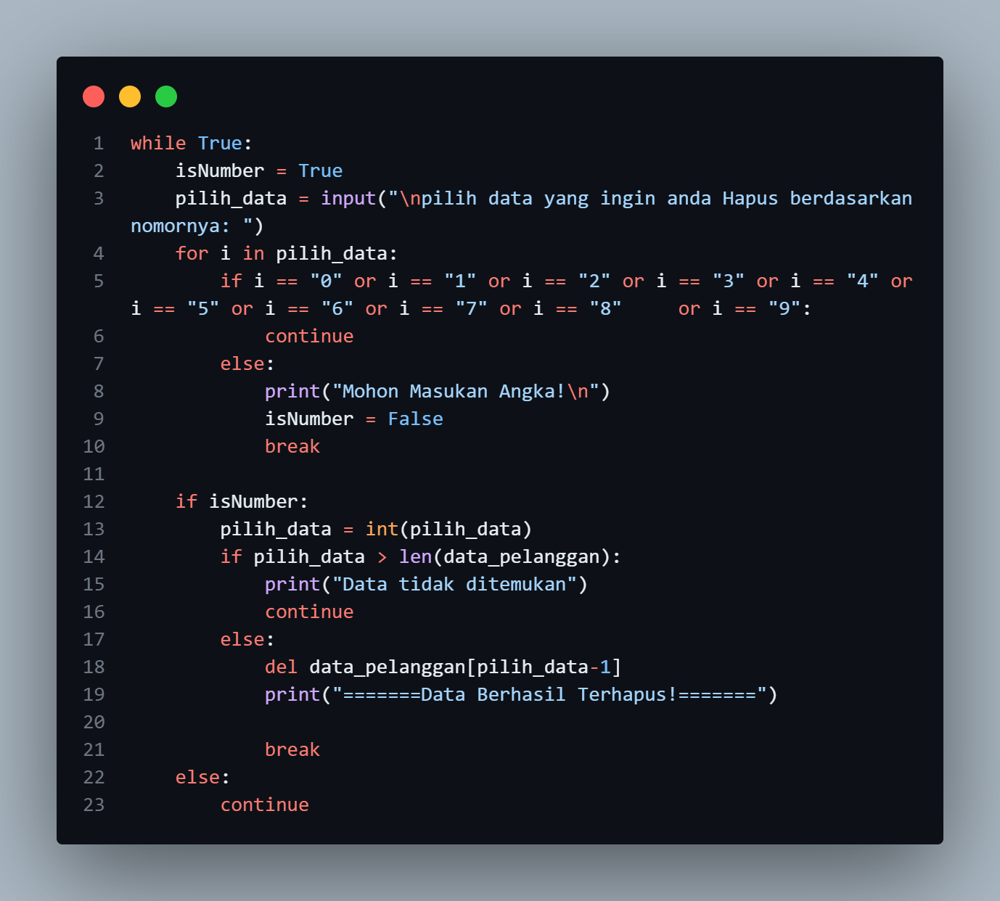 1 while True:
2     isNumber = True
3     pilih_data = input("\npilih data yang ingin anda Hapus berdasarkan
nomornya: ")
4     for i in pilih_data:
5         if i == "0" or i == "1" or i == "2" or i == "3" or i == "4" or
i == "5" or i == "6" or i == "7" or i == "8"     or i == "9":
6             continue
7         else:
8             print("Mohon Masukan Angka!\n")
9             isNumber = False
10             break
11
12     if isNumber:
13         pilih_data = int(pilih_data)
14         if pilih_data > len(data_pelanggan):
15             print("Data tidak ditemukan")
16             continue
17         else:
18             del data_pelanggan[pilih_data-1]
19             print("=======Data Berhasil Terhapus!=======")
20
21             break
22     else:
23         continue